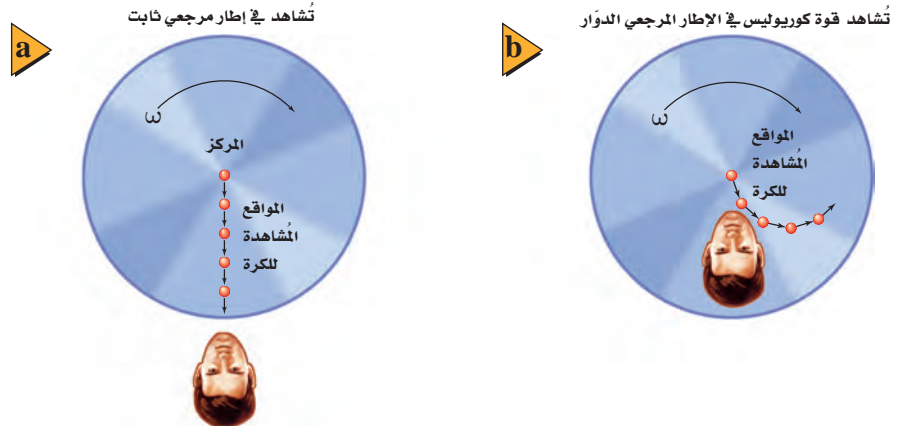 تُشاهد في إطار مرجعي ثابت
a
ω
المركز
المواقع
المُشاهدة
للكرة
تُشاهد قوة كوريوليس في الإطار المرجعي الدوّار
b
ω
المواقع
المُشاهدة
للكرة